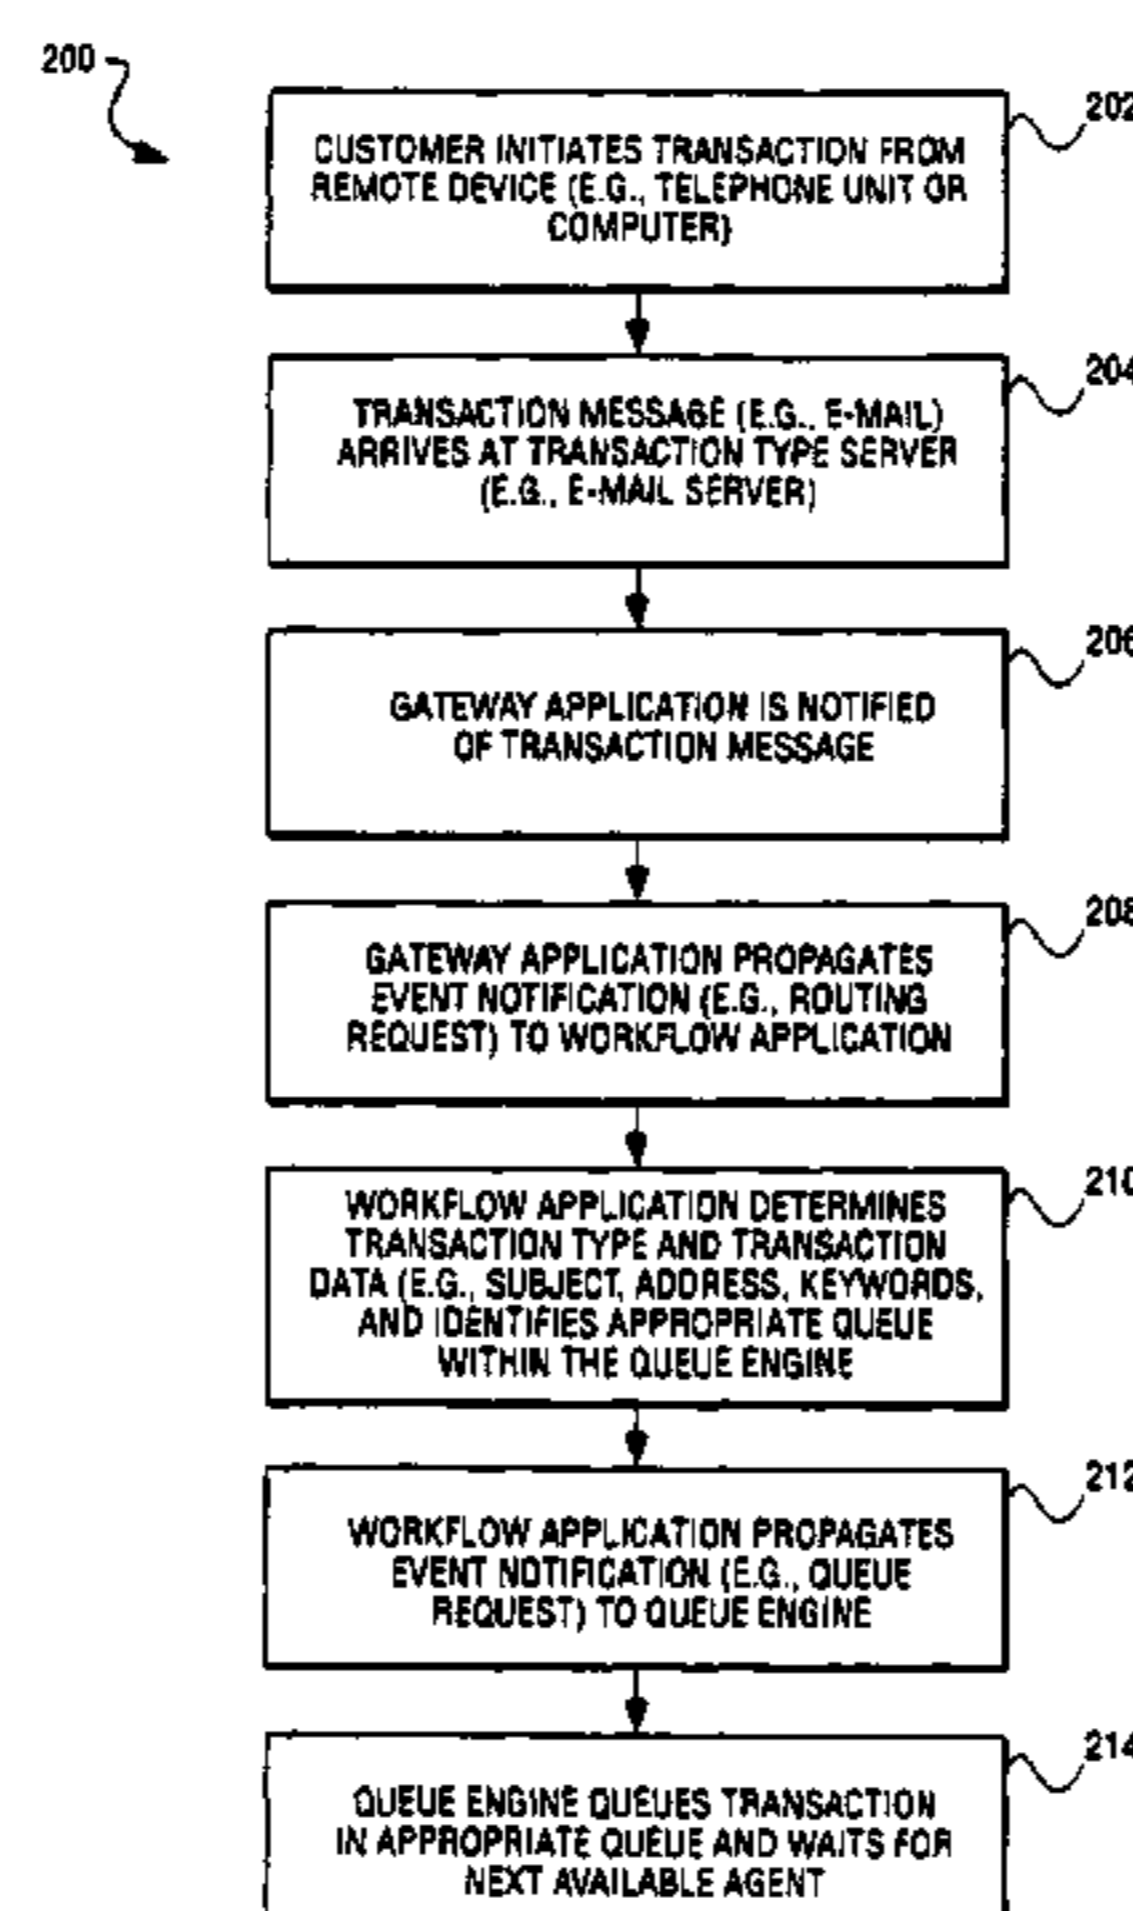 200
202
CUSTOMER INITIATES TRANSACTION FROM
REMOTE DEVICE (E.G., TELEPHONE UNIT OR
COMPUTER)
204
TRANSACTION MESSAGE (E.G., E-MAIL)
ARRIVES AT TRANSACTION TYPE SERVER
(E.G., E-MAIL SERVER)
206
GATEWAY APPLICATION IS NOTIFIED
OF TRANSACTION MESSAGE
208
GATEWAY APPLICATION PROPAGATES
EVENT NOTIFICATION (E.G., ROUTING
REQUEST) TO WORKFLOW APPLICATION
210
WORKFLOW APPLICATION DETERMINES
TRANSACTION TYPE AND TRANSACTION
DATA (E.G., SUBJECT, ADDRESS, KEYWORDS,
AND IDENTIFIES APPROPRIATE QUEUE
WITHIN THE QUEUE ENGINE
212
WORKFLOW APPLICATION PROPAGATES
EVENT NOTIFICATION (E.G., QUEUE
REQUEST) TO QUEUE ENGINE
214
QUEUE ENGINE QUEUES TRANSACTION
IN APPROPRIATE QUEUE AND WAITS FOR
NEXT AVAILABLE AGENT